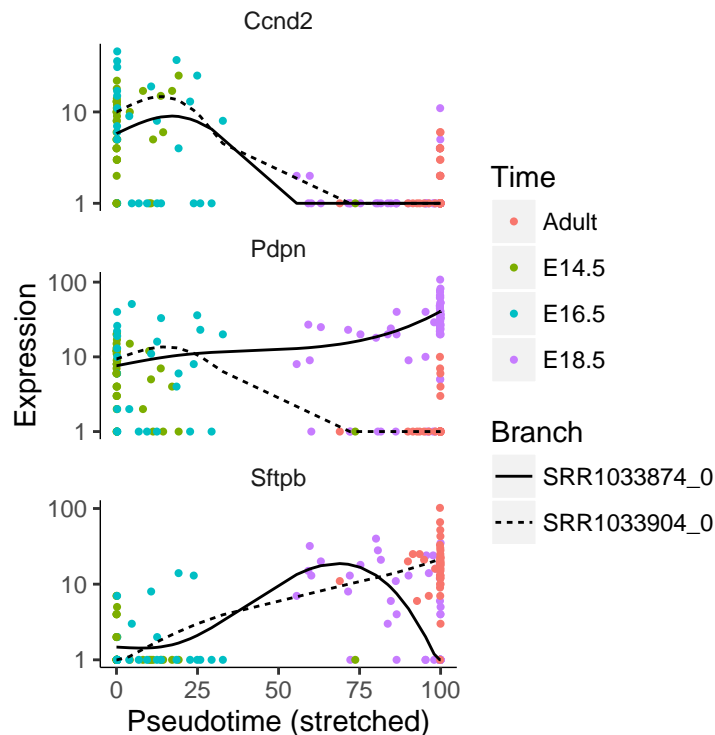 Ccnd2
10
1
Pdpn
100
10
1
Sftpb
100
10
1
0
25
50
75
100
Pseudotime (stretched)
Expression
Time
Adult
E14.5
E16.5
E18.5
Branch
SRR1033874_0
SRR1033904_0